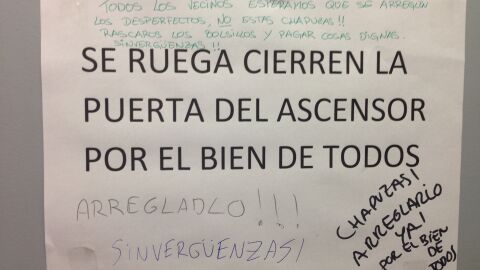 TODOS LOS VECINOS ESPERAMOS QUE SE ARREGLEN
LOS DESPERFECTOS, NO ESTAS CHAPUZAS!!
RASCAROS LOS BOLSILLOS Y PAGAR COSAS DIGNAS.
SINVERGÜENZAS!!
SE RUEGA CIERREN LA
PUERTA DEL ASCENSOR
POR EL BIEN DE TODOS
ARREGLADLO!!!
SINVERGÜENZAS!
CHAPUZAS!
ARREGLARLO
YA!
POR EL BIEN
DE
TODOS